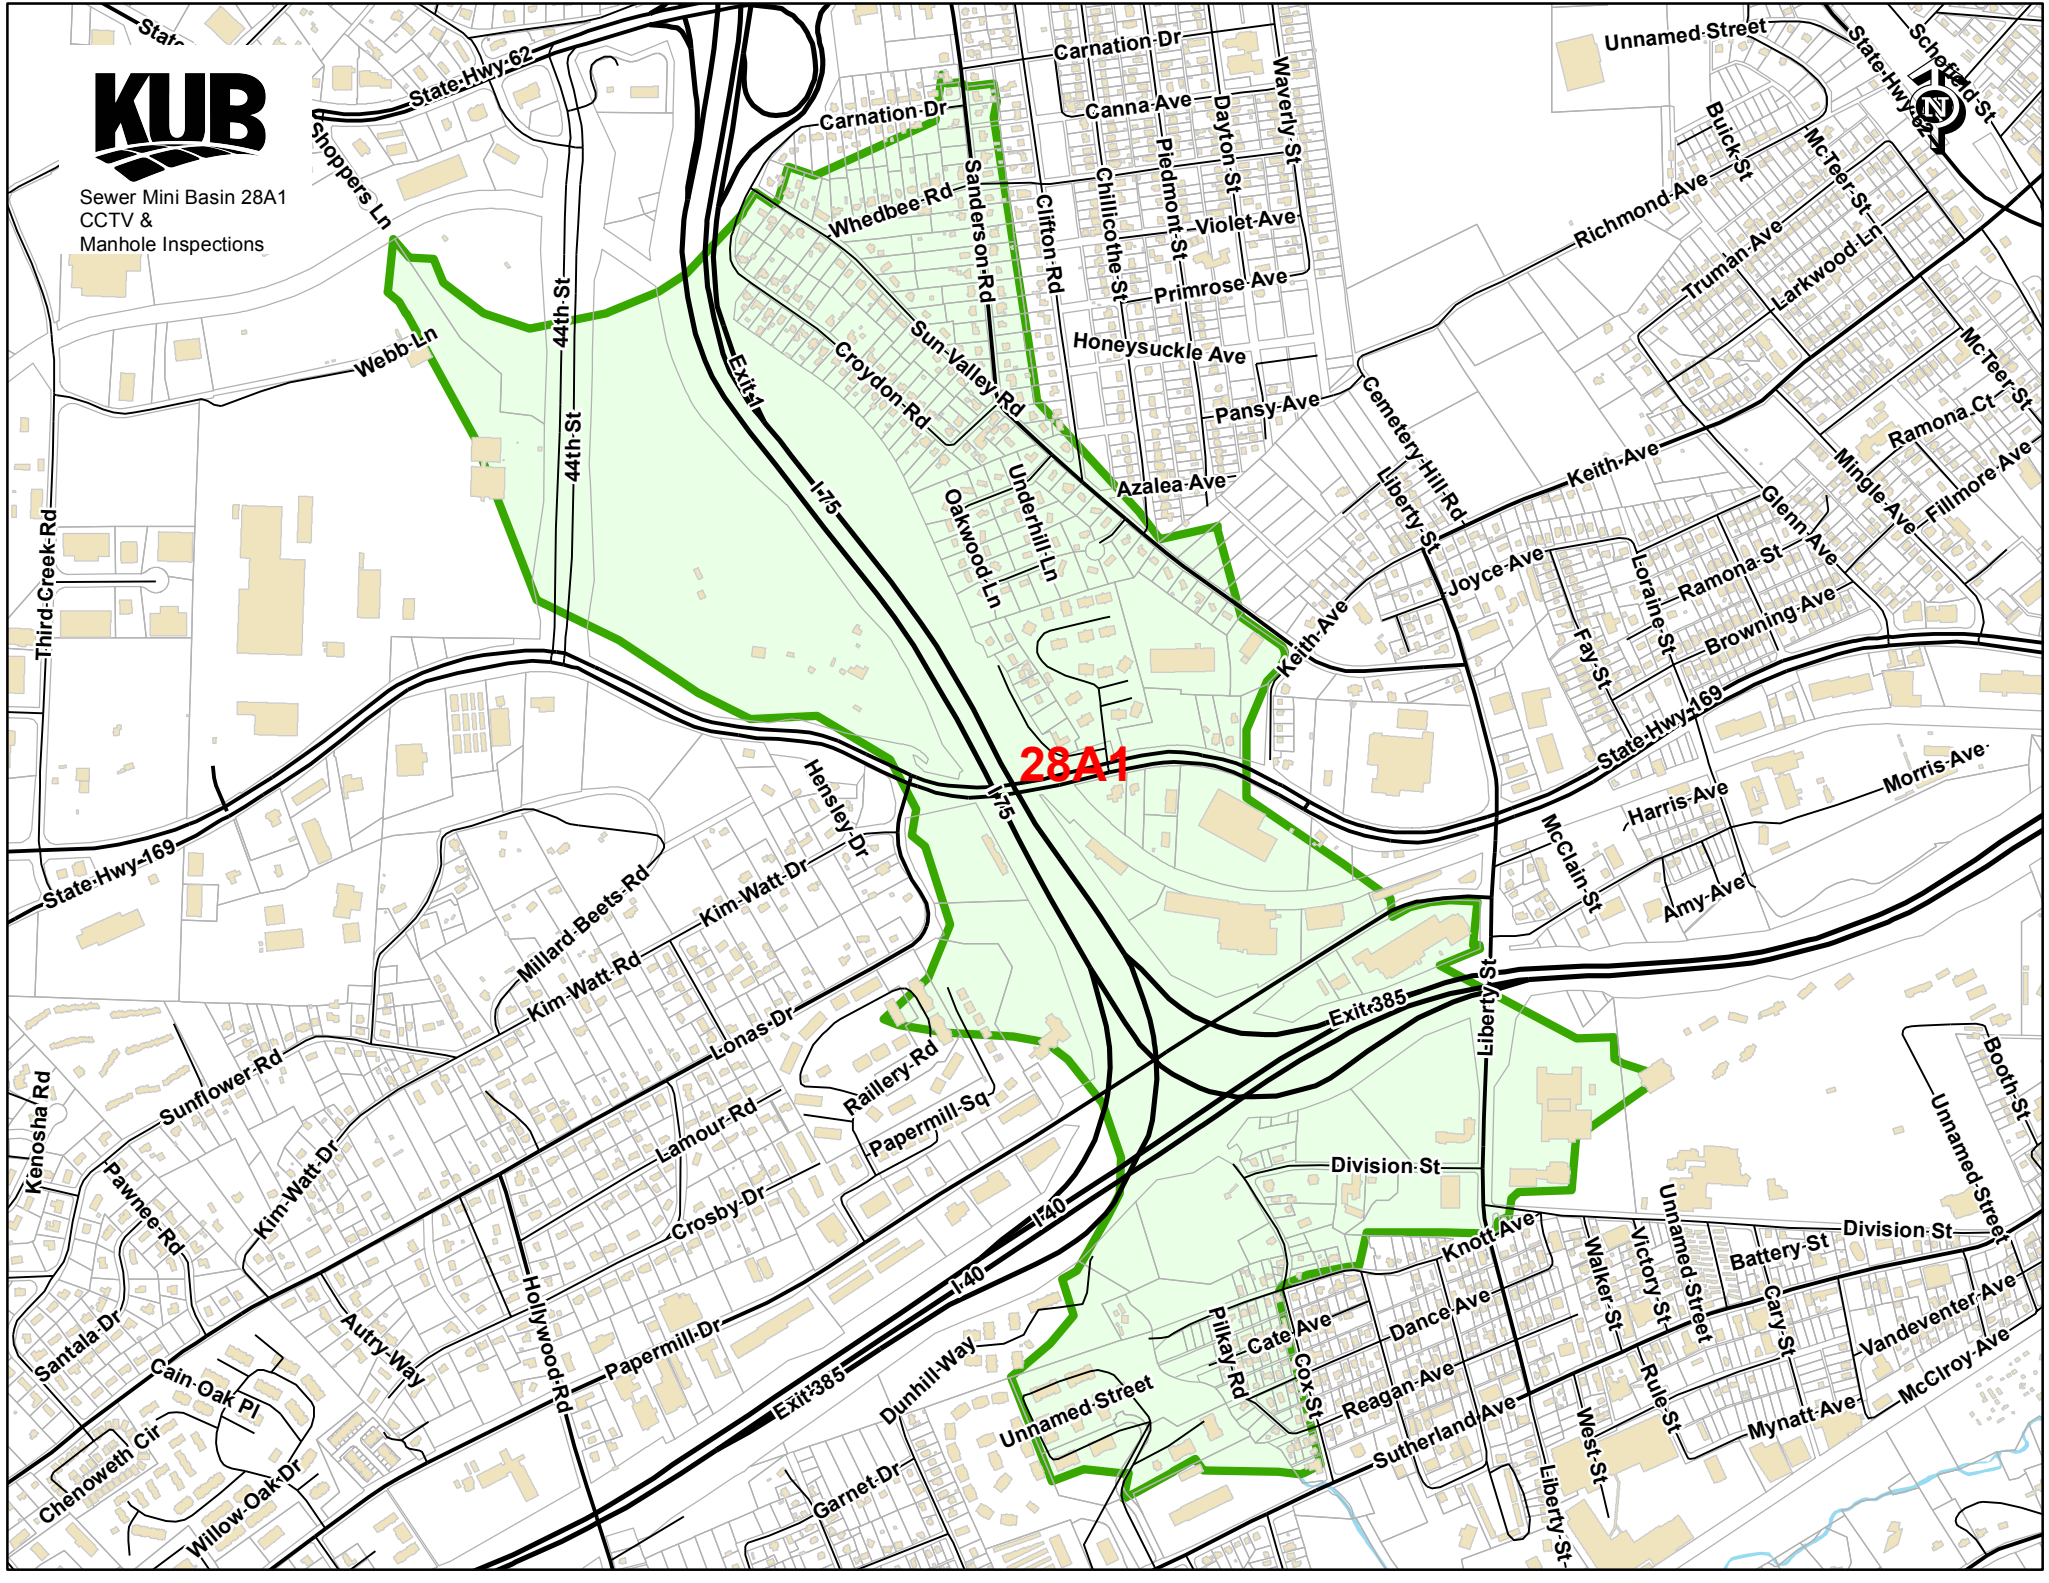 KUB
Sewer Mini Basin 28A1
CCTV &
Manhole Inspections
N
28A1
State
State Hwy 62
Shoppers Ln
Carnation Dr
Carnation Dr
Canna Ave
Waverly St
Dayton St
Piedmont St
Chillicothe St
Clifton Rd
Sanderson Rd
Whedbee Rd
Violet Ave
Primrose Ave
Honeysuckle Ave
Pansy Ave
Azalea Ave
Unnamed Street
State Hwy 62
Schofield St
Buick St
McTeer St
Richmond Ave
Truman Ave
Larkwood Ln
McTeer St
Ramona Ct
Fillmore Ave
Mingle Ave
Glenn Ave
Keith Ave
Cemetery Hill Rd
Liberty St
Joyce Ave
Loraine St
Ramona St
Browning Ave
Fay St
Keith Ave
State Hwy 169
Morris Ave
Harris Ave
McClain St
Amy Ave
44th St
44th St
Webb Ln
Third Creek Rd
Exit 1
I-75
I-75
Sun Valley Rd
Croydon Rd
Underhill Ln
Oakwood Ln
State Hwy 169
Hensley Dr
Kim Watt Dr
Millard Beets Rd
Kim Watt Rd
Lonas Dr
Sunflower Rd
Kenosha Rd
Pawnee Rd
Kim Watt Dr
Lamour Rd
Raillery Rd
Papermill Sq
Crosby Dr
Hollywood Rd
Autry Way
Santala Dr
Cain Oak Pl
Chenoweth Cir
Willow Oak Dr
Papermill Dr
I-40
I-40
Exit 385
Exit 385
Dunhill Way
Garnet Dr
Unnamed Street
Liberty St
Division St
Knott Ave
Pilkay Rd
Cate Ave
Cox St
Dance Ave
Reagan Ave
Sutherland Ave
Walker St
Victory St
Unnamed Street
Battery St
Division St
Cary St
Vandeventer Ave
McClroy Ave
Rule St
Mynatt Ave
West St
Liberty St
Booth St
Unnamed Street